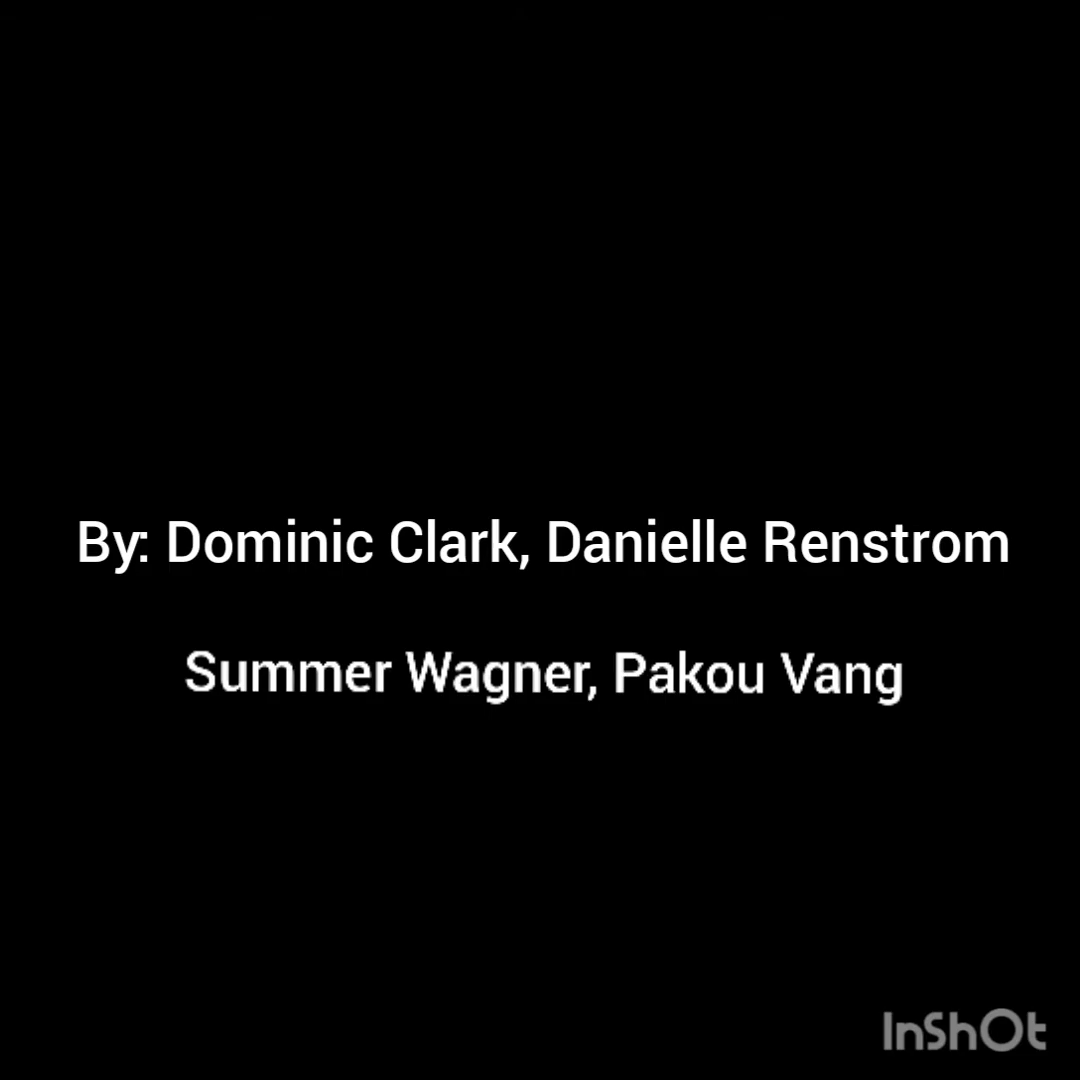 By: Dominic Clark, Danielle Renstrom
Summer Wagner, Pakou Vang
InShOt